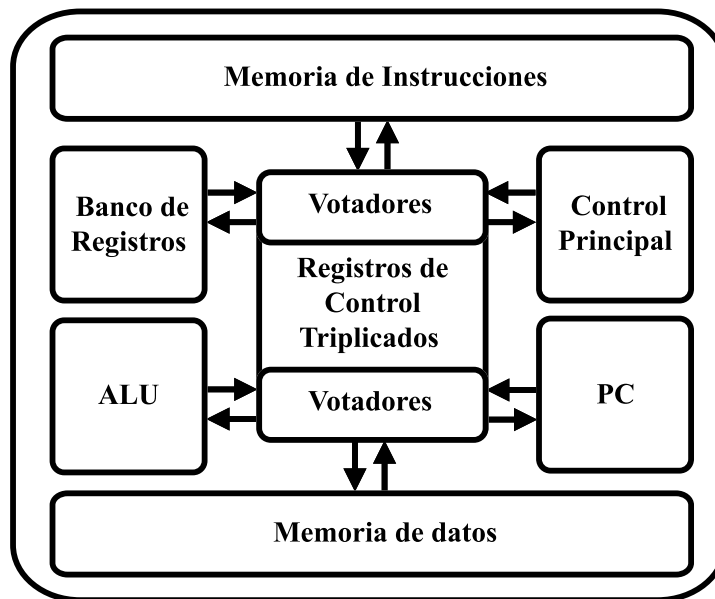 Memoria de Instrucciones
Banco de
Registros
Votadores
Control
Principal
Registros de
Control
Triplicados
ALU
Votadores
PC
Memoria de datos